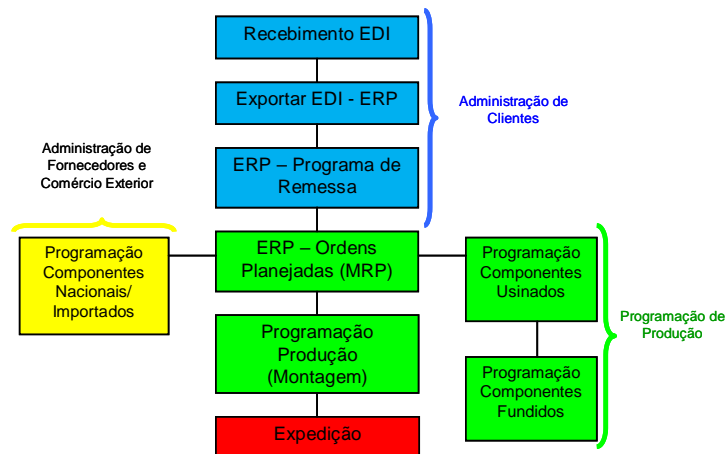 Recebimento EDI
Exportar EDI - ERP
Administração de
Clientes
ERP – Programa de
Remessa
Administração de
Fornecedores e
Comércio Exterior
Programação
Componentes
Nacionais/
Importados
ERP – Ordens
Planejadas (MRP)
Programação
Componentes
Usinados
Programação de
Produção
Programação
Produção
(Montagem)
Programação
Componentes
Fundidos
Expedição